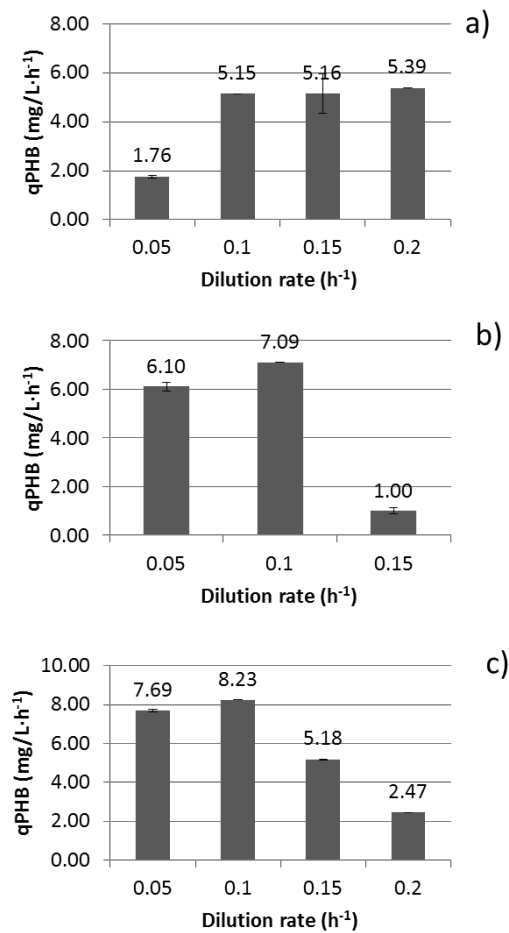 a)
qPHB (mg/L·h⁻¹)
8.00
6.00
4.00
2.00
0.00
1.76
5.15
5.16
5.39
0.05 0.1 0.15 0.2
Dilution rate (h⁻¹)
b)
qPHB (mg/L·h⁻¹)
8.00
6.00
4.00
2.00
0.00
6.10
7.09
1.00
0.05 0.1 0.15
Dilution rate (h⁻¹)
c)
qPHB (mg/L·h⁻¹)
10.00
8.00
6.00
4.00
2.00
0.00
7.69
8.23
5.18
2.47
0.05 0.1 0.15 0.2
Dilution rate (h⁻¹)